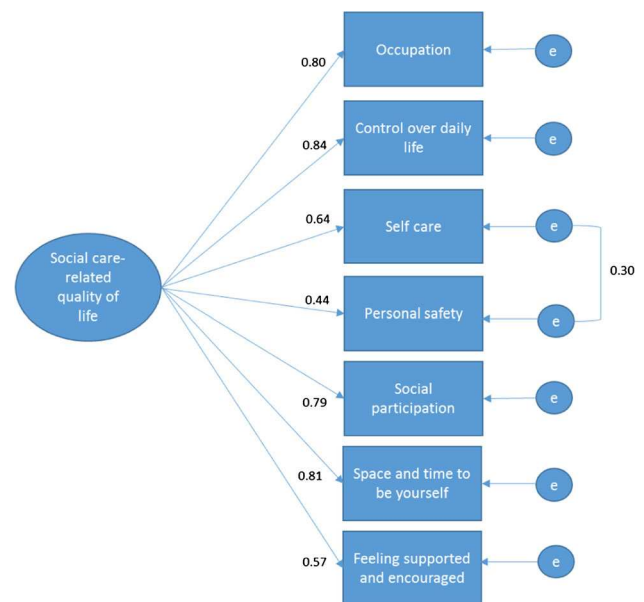 Occupation
e
0.80
Control over daily
life
e
0.84
Self care
e
0.64
Social care-
related
quality of
life
0.30
0.44
Personal safety
e
Social
participation
e
0.79
Space and time to
be yourself
e
0.81
Feeling supported
and encouraged
e
0.57